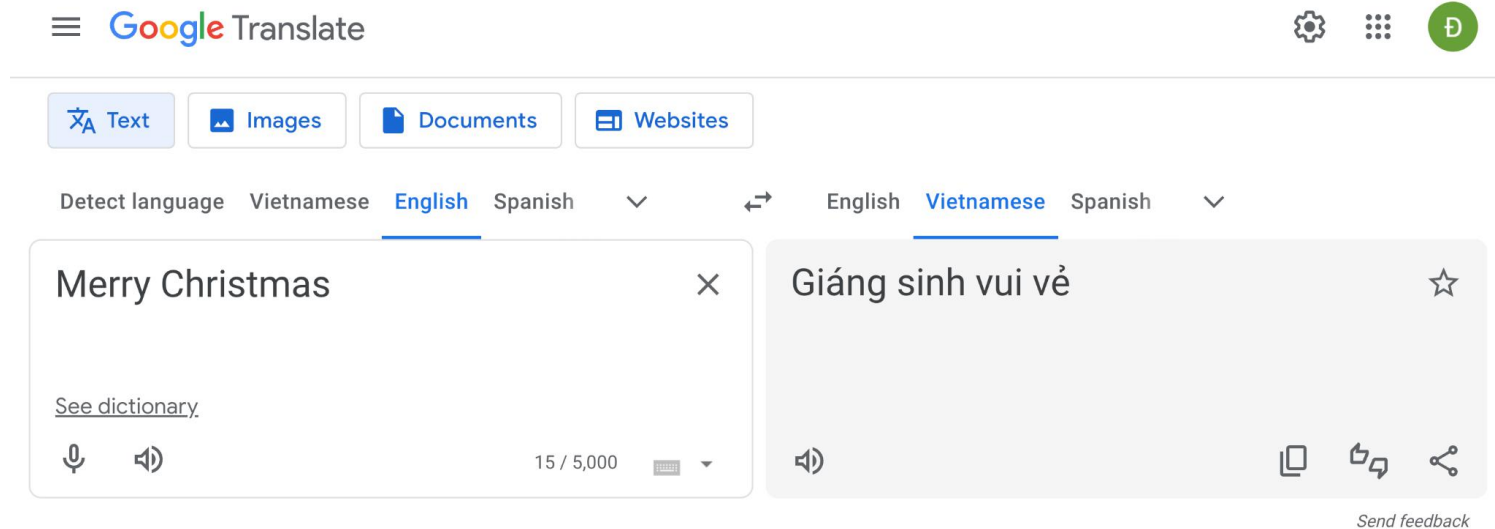 Google Translate
Đ
Text Images Documents Websites
Detect language Vietnamese English Spanish English Vietnamese Spanish
Merry Christmas
Giáng sinh vui vẻ
See dictionary
15 / 5,000
Send feedback